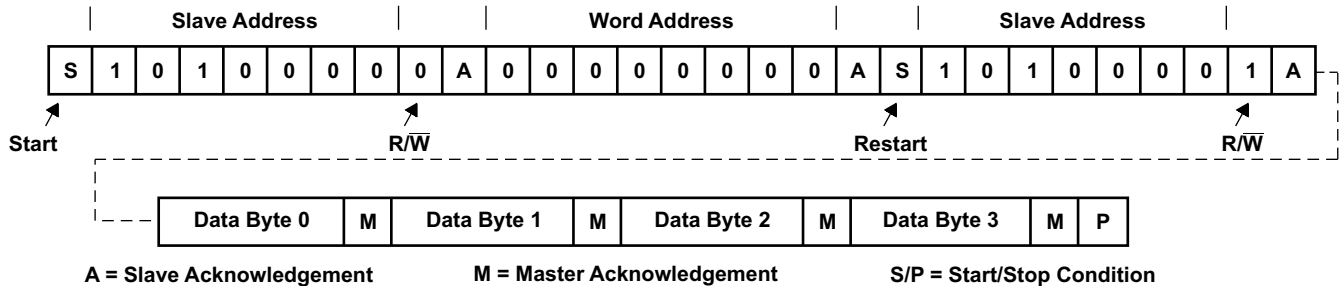 | Slave Address | | Word Address | | Slave Address |
S 1 0 1 0 0 0 0 0 A 0 0 0 0 0 0 0 0 A S 1 0 1 0 0 0 0 1 A
Start R/W̅ Restart R/W̅
Data Byte 0 M Data Byte 1 M Data Byte 2 M Data Byte 3 M P
A = Slave Acknowledgement M = Master Acknowledgement S/P = Start/Stop Condition